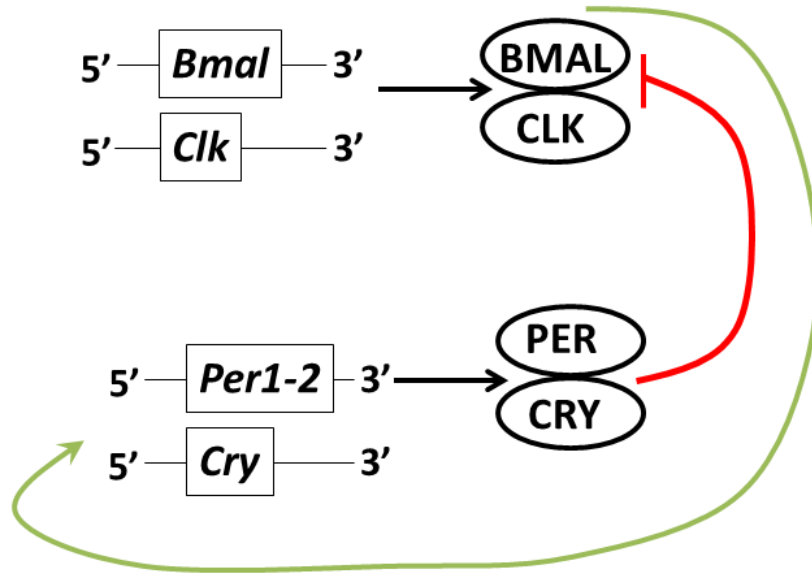 5’ Bmal 3’
BMAL
5’ Clk 3’
CLK
5’ Per1-2 3’
PER
5’ Cry 3’
CRY